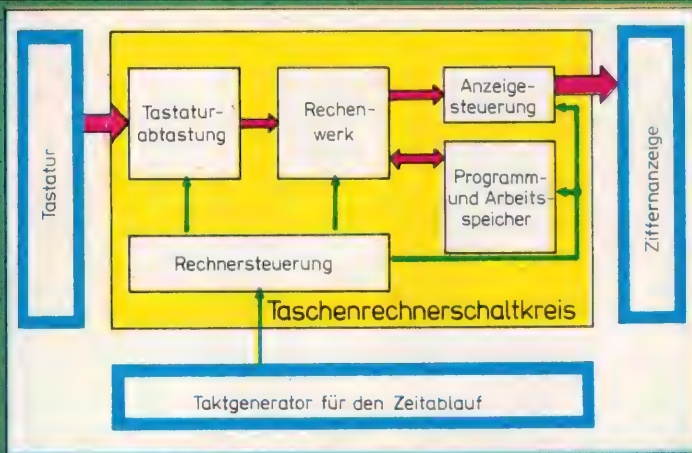 Tastatur
Tastatur-
abtastung
Rechen-
werk
Anzeige-
steuerung
Programm-
und Arbeits-
speicher
Rechnersteuerung
Taschenrechnerschaltkreis
Ziffernanzeige
Taktgenerator für den Zeitablauf